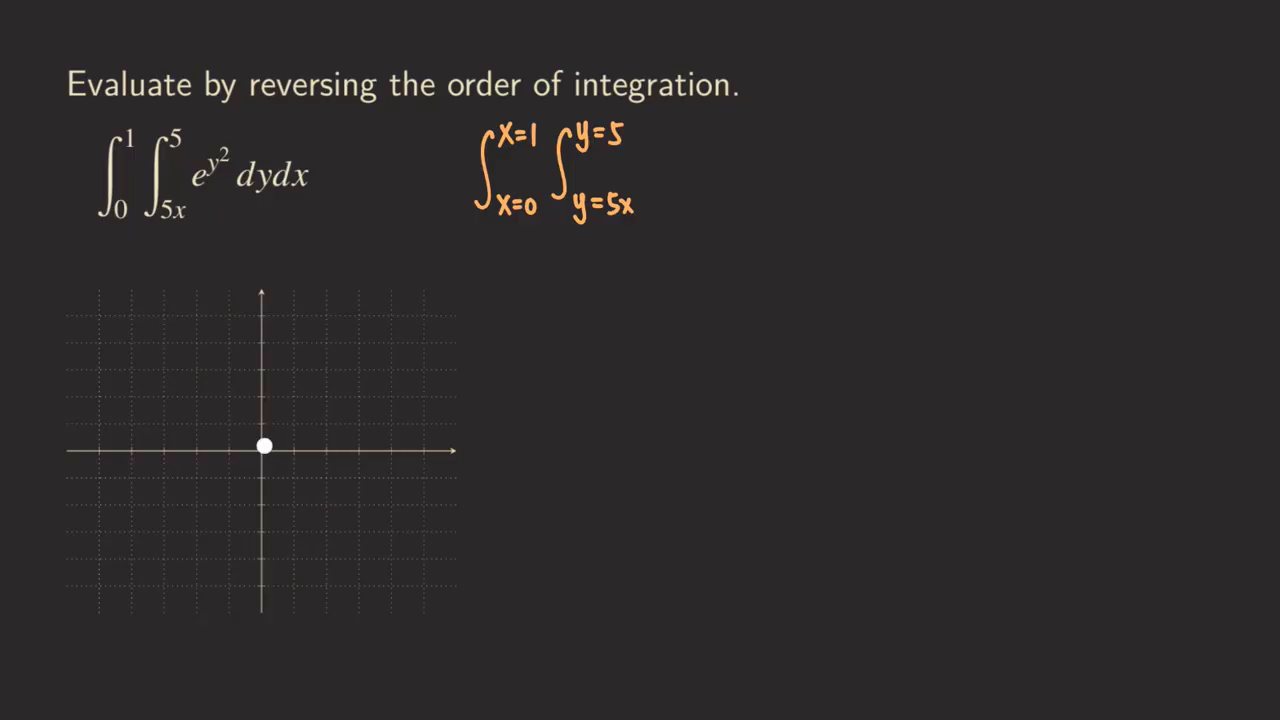 Evaluate by reversing the order of integration.
∫₀¹ ∫₅ₓ⁵ e^{y²} dydx
∫_{x=0}^{x=1} ∫_{y=5x}^{y=5}